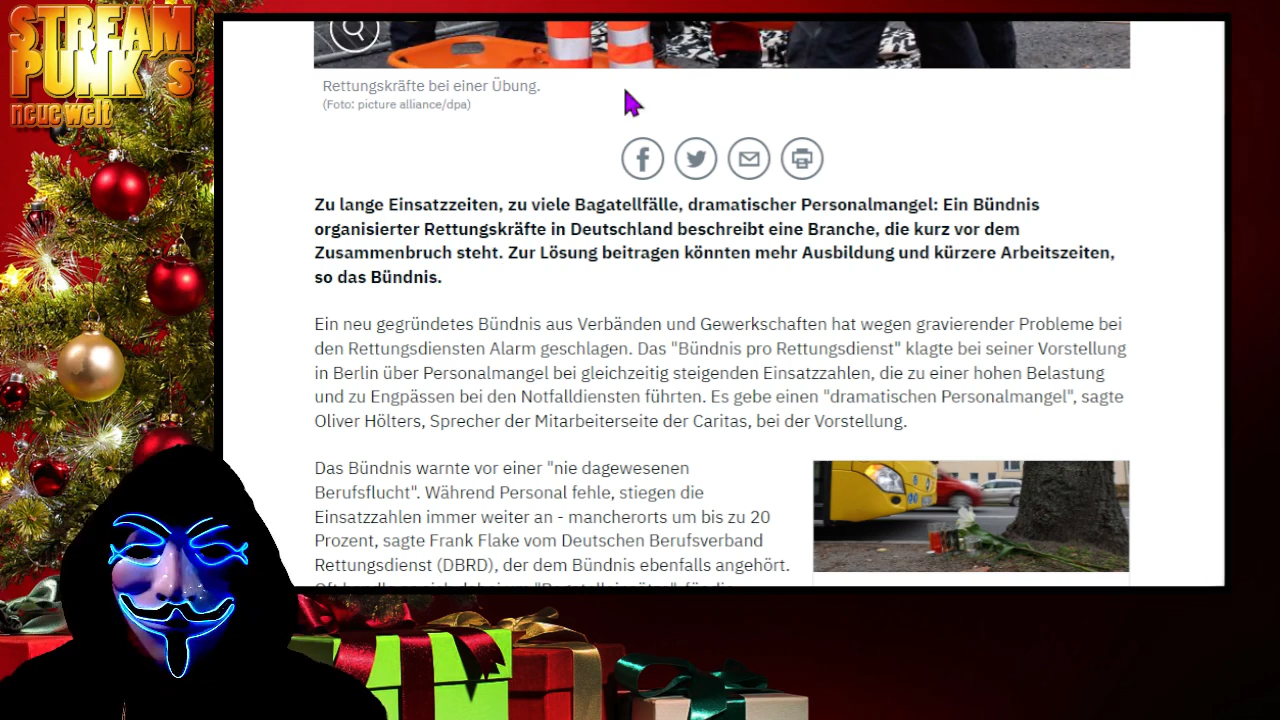 STREAM
PUNK´s
neue welt
Rettungskräfte bei einer Übung.
(Foto: picture alliance/dpa)
Zu lange Einsatzzeiten, zu viele Bagatellfälle, dramatischer Personalmangel: Ein Bündnis
organisierter Rettungskräfte in Deutschland beschreibt eine Branche, die kurz vor dem
Zusammenbruch steht. Zur Lösung beitragen könnten mehr Ausbildung und kürzere Arbeitszeiten,
so das Bündnis.
Ein neu gegründetes Bündnis aus Verbänden und Gewerkschaften hat wegen gravierender Probleme bei
den Rettungsdiensten Alarm geschlagen. Das "Bündnis pro Rettungsdienst" klagte bei seiner Vorstellung
in Berlin über Personalmangel bei gleichzeitig steigenden Einsatzzahlen, die zu einer hohen Belastung
und zu Engpässen bei den Notfalldiensten führten. Es gebe einen "dramatischen Personalmangel", sagte
Oliver Hölters, Sprecher der Mitarbeiterseite der Caritas, bei der Vorstellung.
Das Bündnis warnte vor einer "nie dagewesenen
Berufsflucht". Während Personal fehle, stiegen die
Einsatzzahlen immer weiter an - mancherorts um bis zu 20
Prozent, sagte Frank Flake vom Deutschen Berufsverband
Rettungsdienst (DBRD), der dem Bündnis ebenfalls angehört.